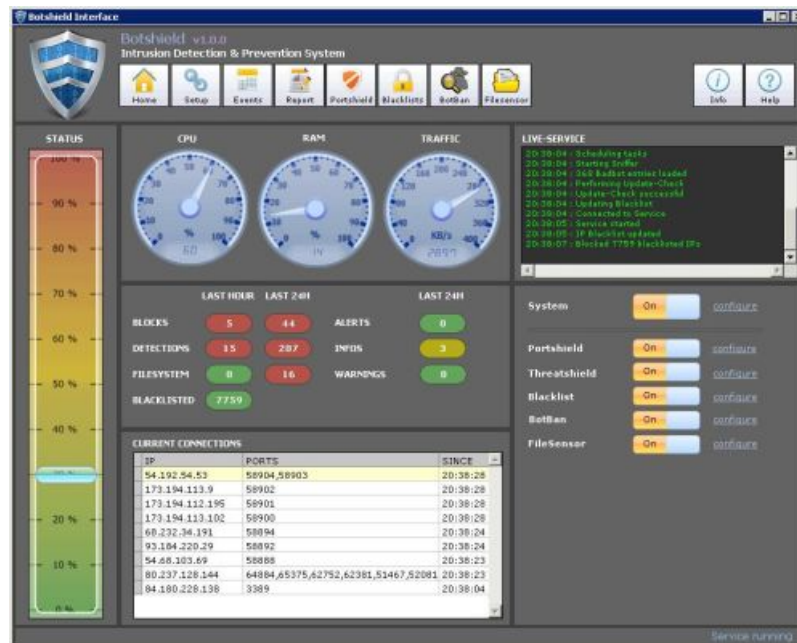 Botshield Interface
Botshield v1.0.0
Intrusion Detection & Prevention System
Home Setup Events Report Portshield Blacklists BotBan Filesensor Info Help
STATUS
100 %
90 %
80 %
70 %
60 %
50 %
40 %
20 %
10 %
0 %
CPU RAM TRAFFIC
% % KB/s
60 14
LIVE-SERVICE
20:38:04 : Scheduling tasks
20:38:04 : Starting Sniffer
20:38:04 : 368 Badbot entries loaded
20:38:04 : Performing Update-Check
20:38:04 : Update-Check successful
20:38:04 : Updating Blacklist
20:38:04 : Connected to Service
20:38:05 : Service started
20:38:05 : IP Blacklist updated
20:38:07 : Blocked 7759 blacklisted IPs
LAST HOUR LAST 24H LAST 24H
BLOCKS 5 44 ALERTS 0
DETECTIONS 15 207 INFOS 3
FILESYSTEM 0 16 WARNINGS 0
BLACKLISTED 7759
System On configure
Portshield On configure
Threatshield On configure
Blacklist On configure
BotBan On configure
FileSensor On configure
CURRENT CONNECTIONS
IP PORTS SINCE
54.192.54.53 58904,58903 20:38:28
173.194.113.9 58902 20:38:28
173.194.112.195 58901 20:38:28
173.194.113.102 58900 20:38:28
68.232.34.191 58894 20:38:24
93.184.220.29 58892 20:38:24
54.68.103.69 58888 20:38:23
80.237.128.144 64884,65375,62752,62381,51467,52081 20:38:23
84.180.228.138 3389 20:38:04
Service running